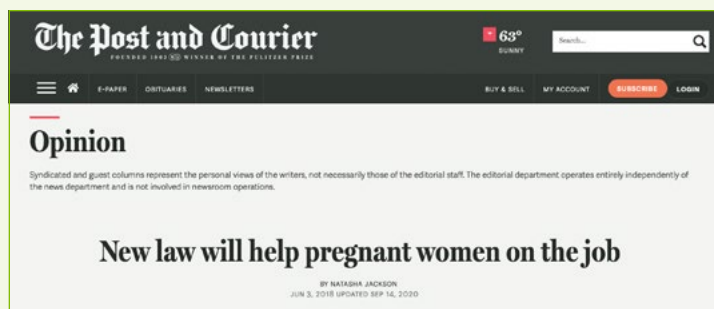 The Post and Courier
FOUNDED 1803 WINNER OF THE PULITZER PRIZE
63°
SUNNY
Search...
E-PAPER OBITUARIES NEWSLETTERS
BUY & SELL MY ACCOUNT SUBSCRIBE LOGIN
Opinion
Syndicated and guest columns represent the personal views of the writers, not necessarily those of the editorial staff. The editorial department operates entirely independently of
the news department and is not involved in newsroom operations.
New law will help pregnant women on the job
BY NATASHA JACKSON
JUN 3, 2018 UPDATED SEP 14, 2020